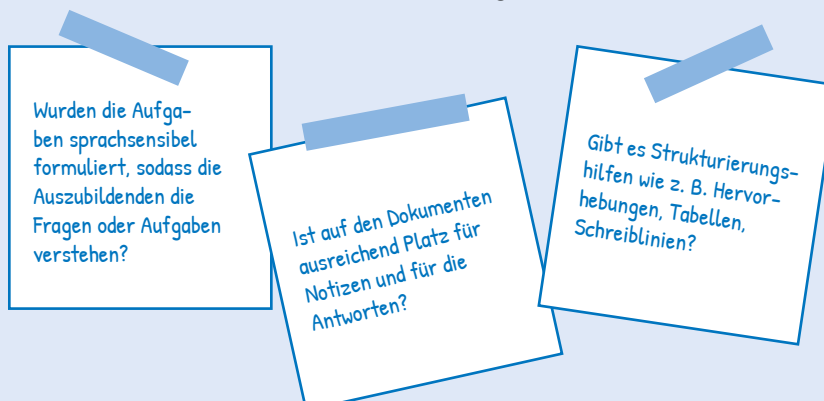 Wurden die Aufga-
ben sprachsensibel
formuliert, sodass die
Auszubildenden die
Fragen oder Aufgaben
verstehen?
Ist auf den Dokumenten
ausreichend Platz für
Notizen und für die
Antworten?
Gibt es Strukturierungs-
hilfen wie z. B. Hervor-
hebungen, Tabellen,
Schreiblinien?